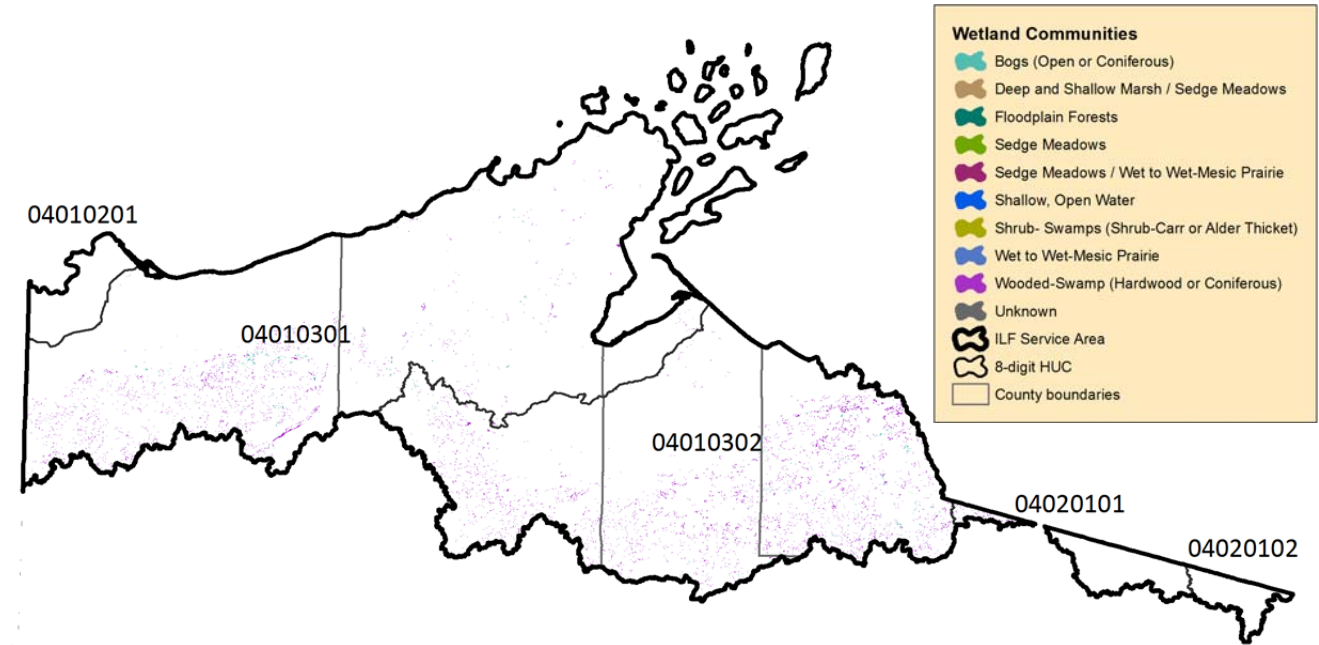 Wetland Communities
Bogs (Open or Coniferous)
Deep and Shallow Marsh / Sedge Meadows
Floodplain Forests
Sedge Meadows
Sedge Meadows / Wet to Wet-Mesic Prairie
Shallow, Open Water
Shrub- Swamps (Shrub-Carr or Alder Thicket)
Wet to Wet-Mesic Prairie
Wooded-Swamp (Hardwood or Coniferous)
Unknown
ILF Service Area
8-digit HUC
County boundaries
04010201
04010301
04010302
04020101
04020102